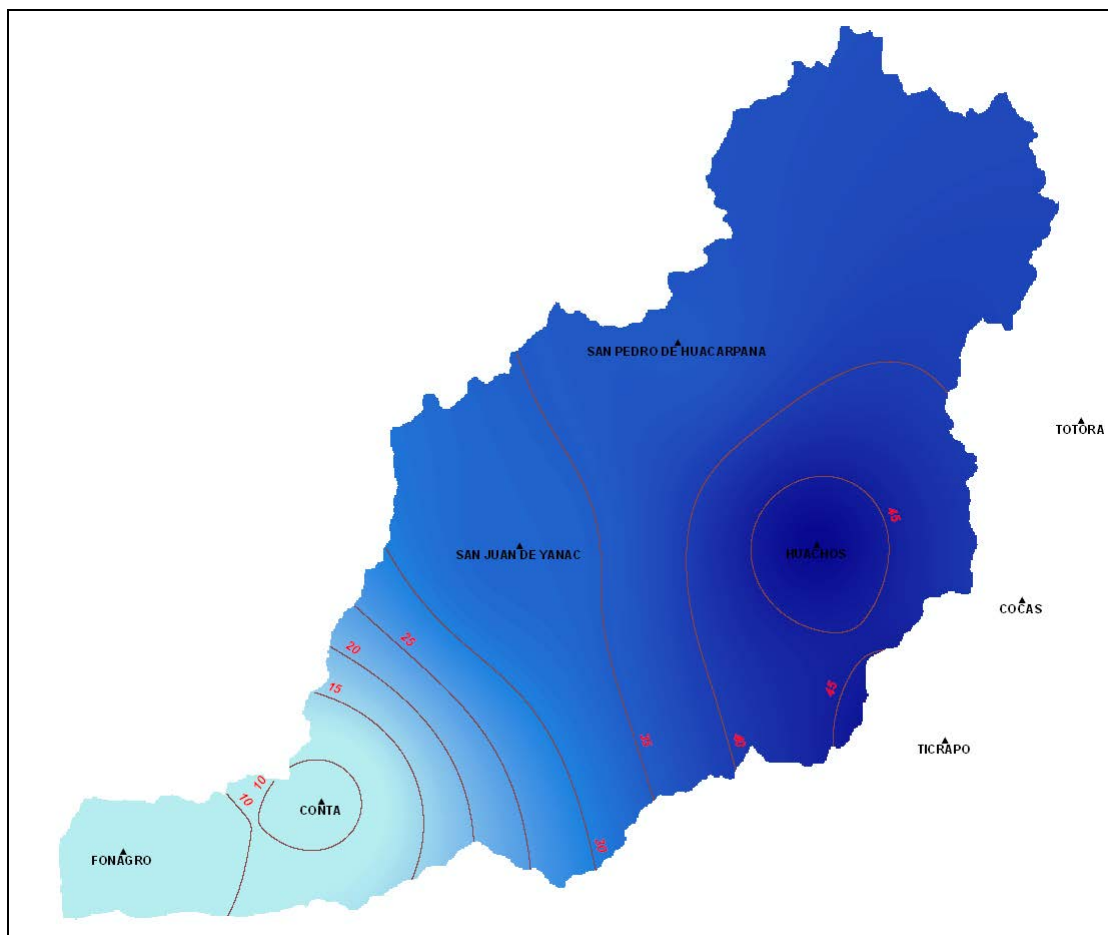 SAN PEDRO DE HUACARPANA
TOTORA
45
SAN JUAN DE YANAC
HUACHOS
COCAS
25
20
15
45
35
40
TICRAPO
10
10
CONTA
30
FONAGRO